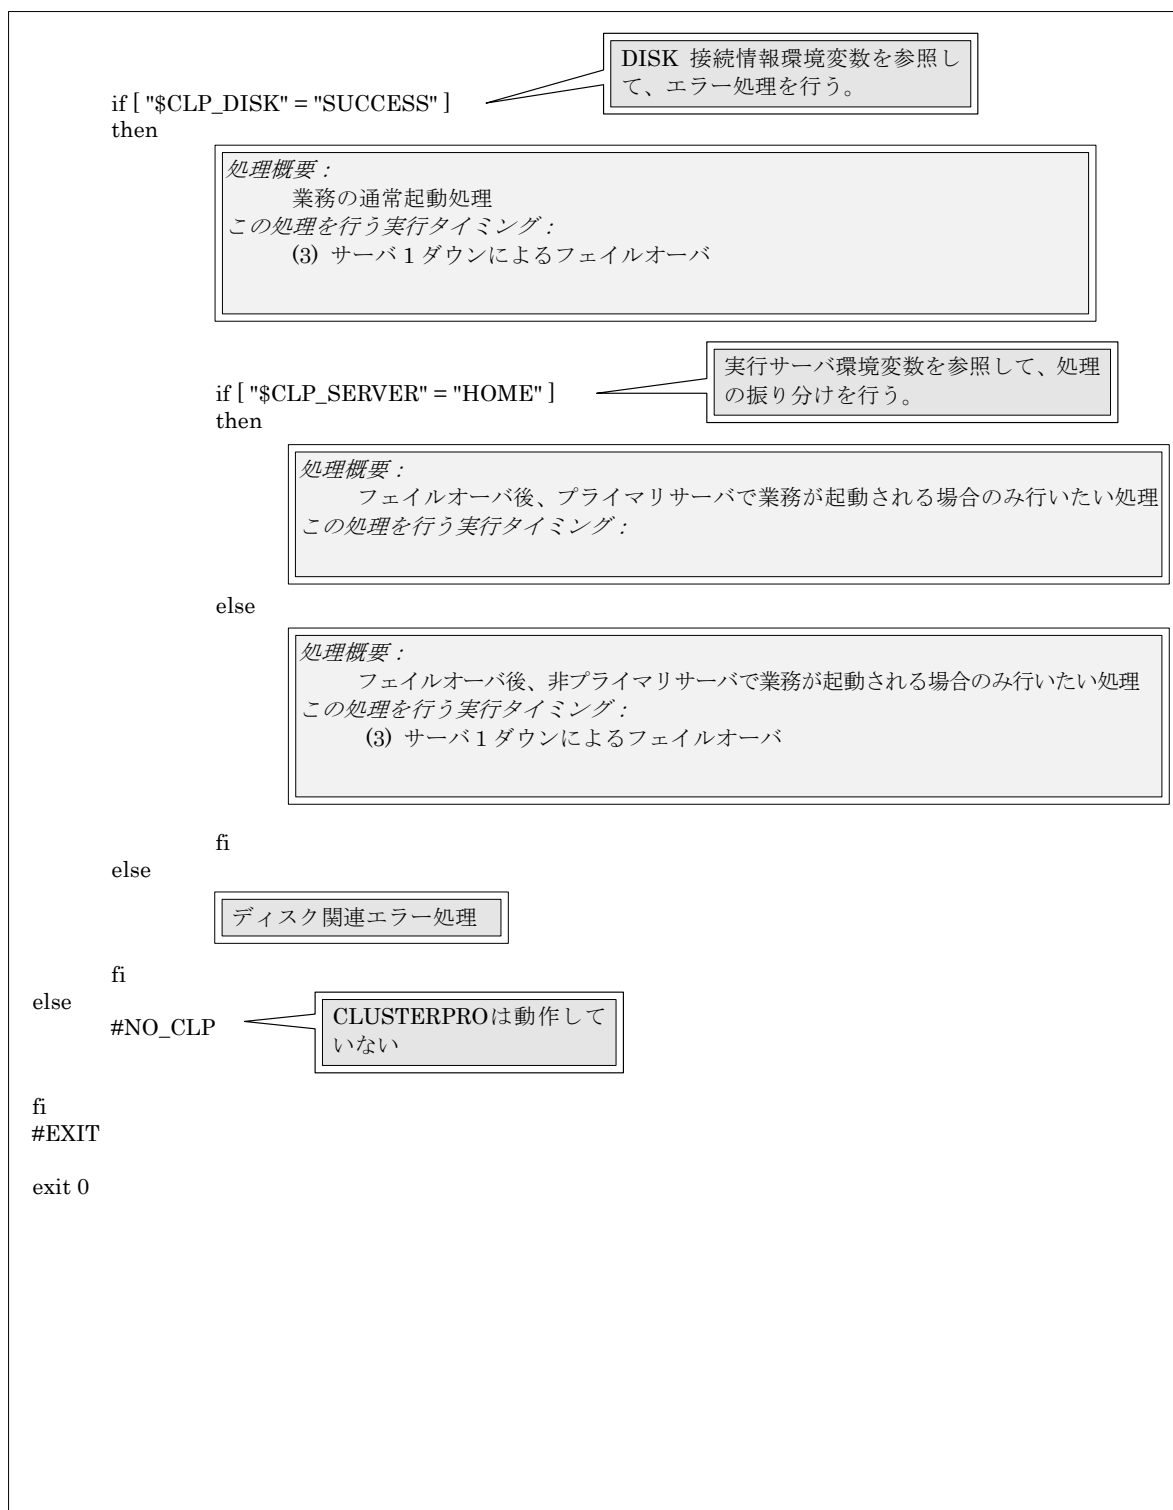 DISK 接続情報環境変数を参照し
て、エラー処理を行う。
if [ "$CLP_DISK" = "SUCCESS" ]
then
処理概要：
業務の通常起動処理
この処理を行う実行タイミング：
(3) サーバ 1 ダウンによるフェイルオーバ
実行サーバ環境変数を参照して、処理
の振り分けを行う。
if [ "$CLP_SERVER" = "HOME" ]
then
処理概要：
フェイルオーバ後、プライマリサーバで業務が起動される場合のみ行いたい処理
この処理を行う実行タイミング：
else
処理概要：
フェイルオーバ後、非プライマリサーバで業務が起動される場合のみ行いたい処理
この処理を行う実行タイミング：
(3) サーバ 1 ダウンによるフェイルオーバ
fi
else
ディスク関連エラー処理
fi
else
#NO_CLP
CLUSTERPROは動作して
いない
fi
#EXIT
exit 0